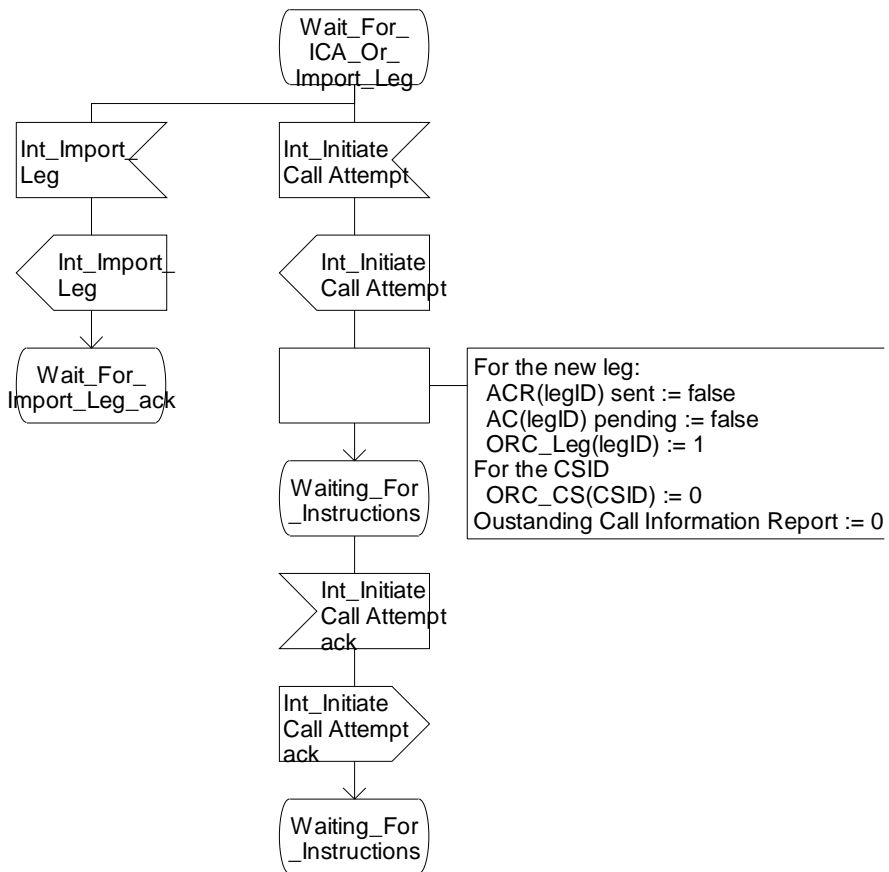 Wait_For_
ICA_Or_
Import_Leg
Int_Import_
Leg
Int_Initiate
Call Attempt
Int_Import_
Leg
Int_Initiate
Call Attempt
Wait_For_
Import_Leg_ack
For the new leg:
ACR(legID) sent := false
AC(legID) pending := false
ORC_Leg(legID) := 1
For the CSID
ORC_CS(CSID) := 0
Oustanding Call Information Report := 0
Waiting_For
_Instructions
Int_Initiate
Call Attempt
ack
Int_Initiate
Call Attempt
ack
Waiting_For
_Instructions